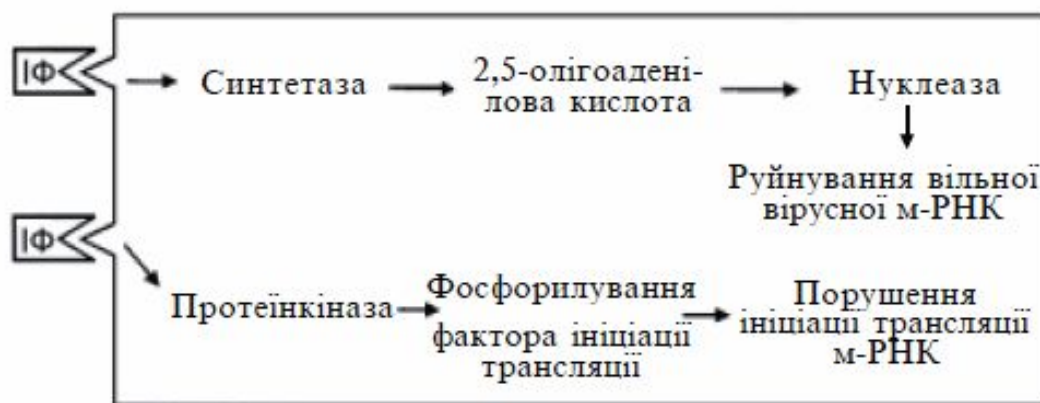 ІФ
Синтетаза
2,5-олігоадені-
лова кислота
Нуклеаза
Руйнування вільної
вірусної м-РНК
ІФ
Протеїнкіназа
Фосфорилування
фактора ініціації
трансляції
Порушення
ініціації трансляції
м-РНК